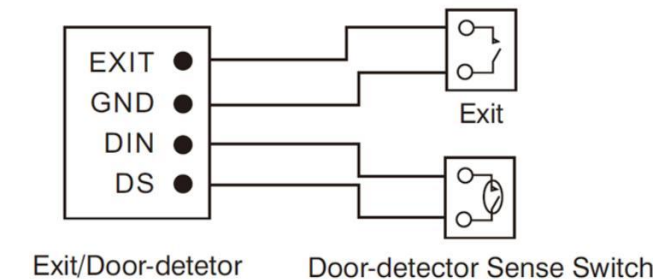 EXIT
GND
DIN
DS
Exit
Exit/Door-detetor
Door-detector Sense Switch